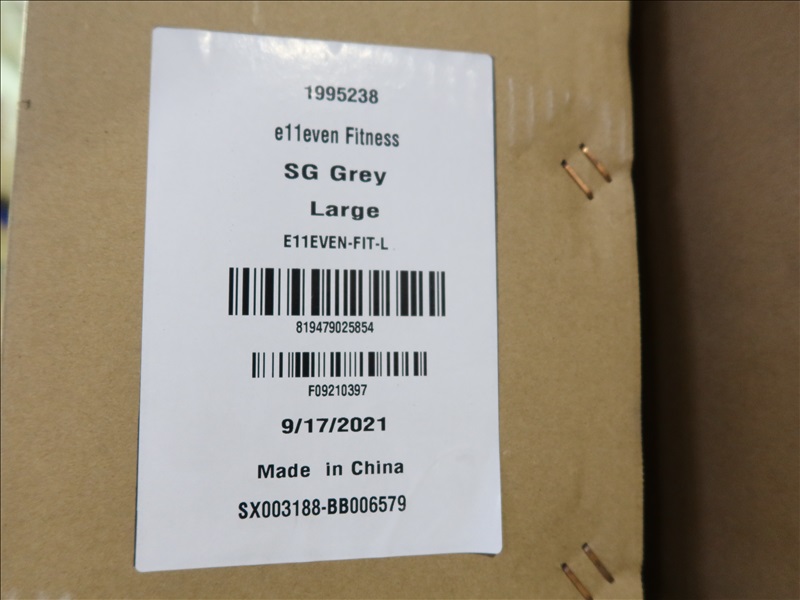 1995238
e11even Fitness
SG Grey
Large
E11EVEN-FIT-L
819479025854
F09210397
9/17/2021
Made in China
SX003188-BB006579